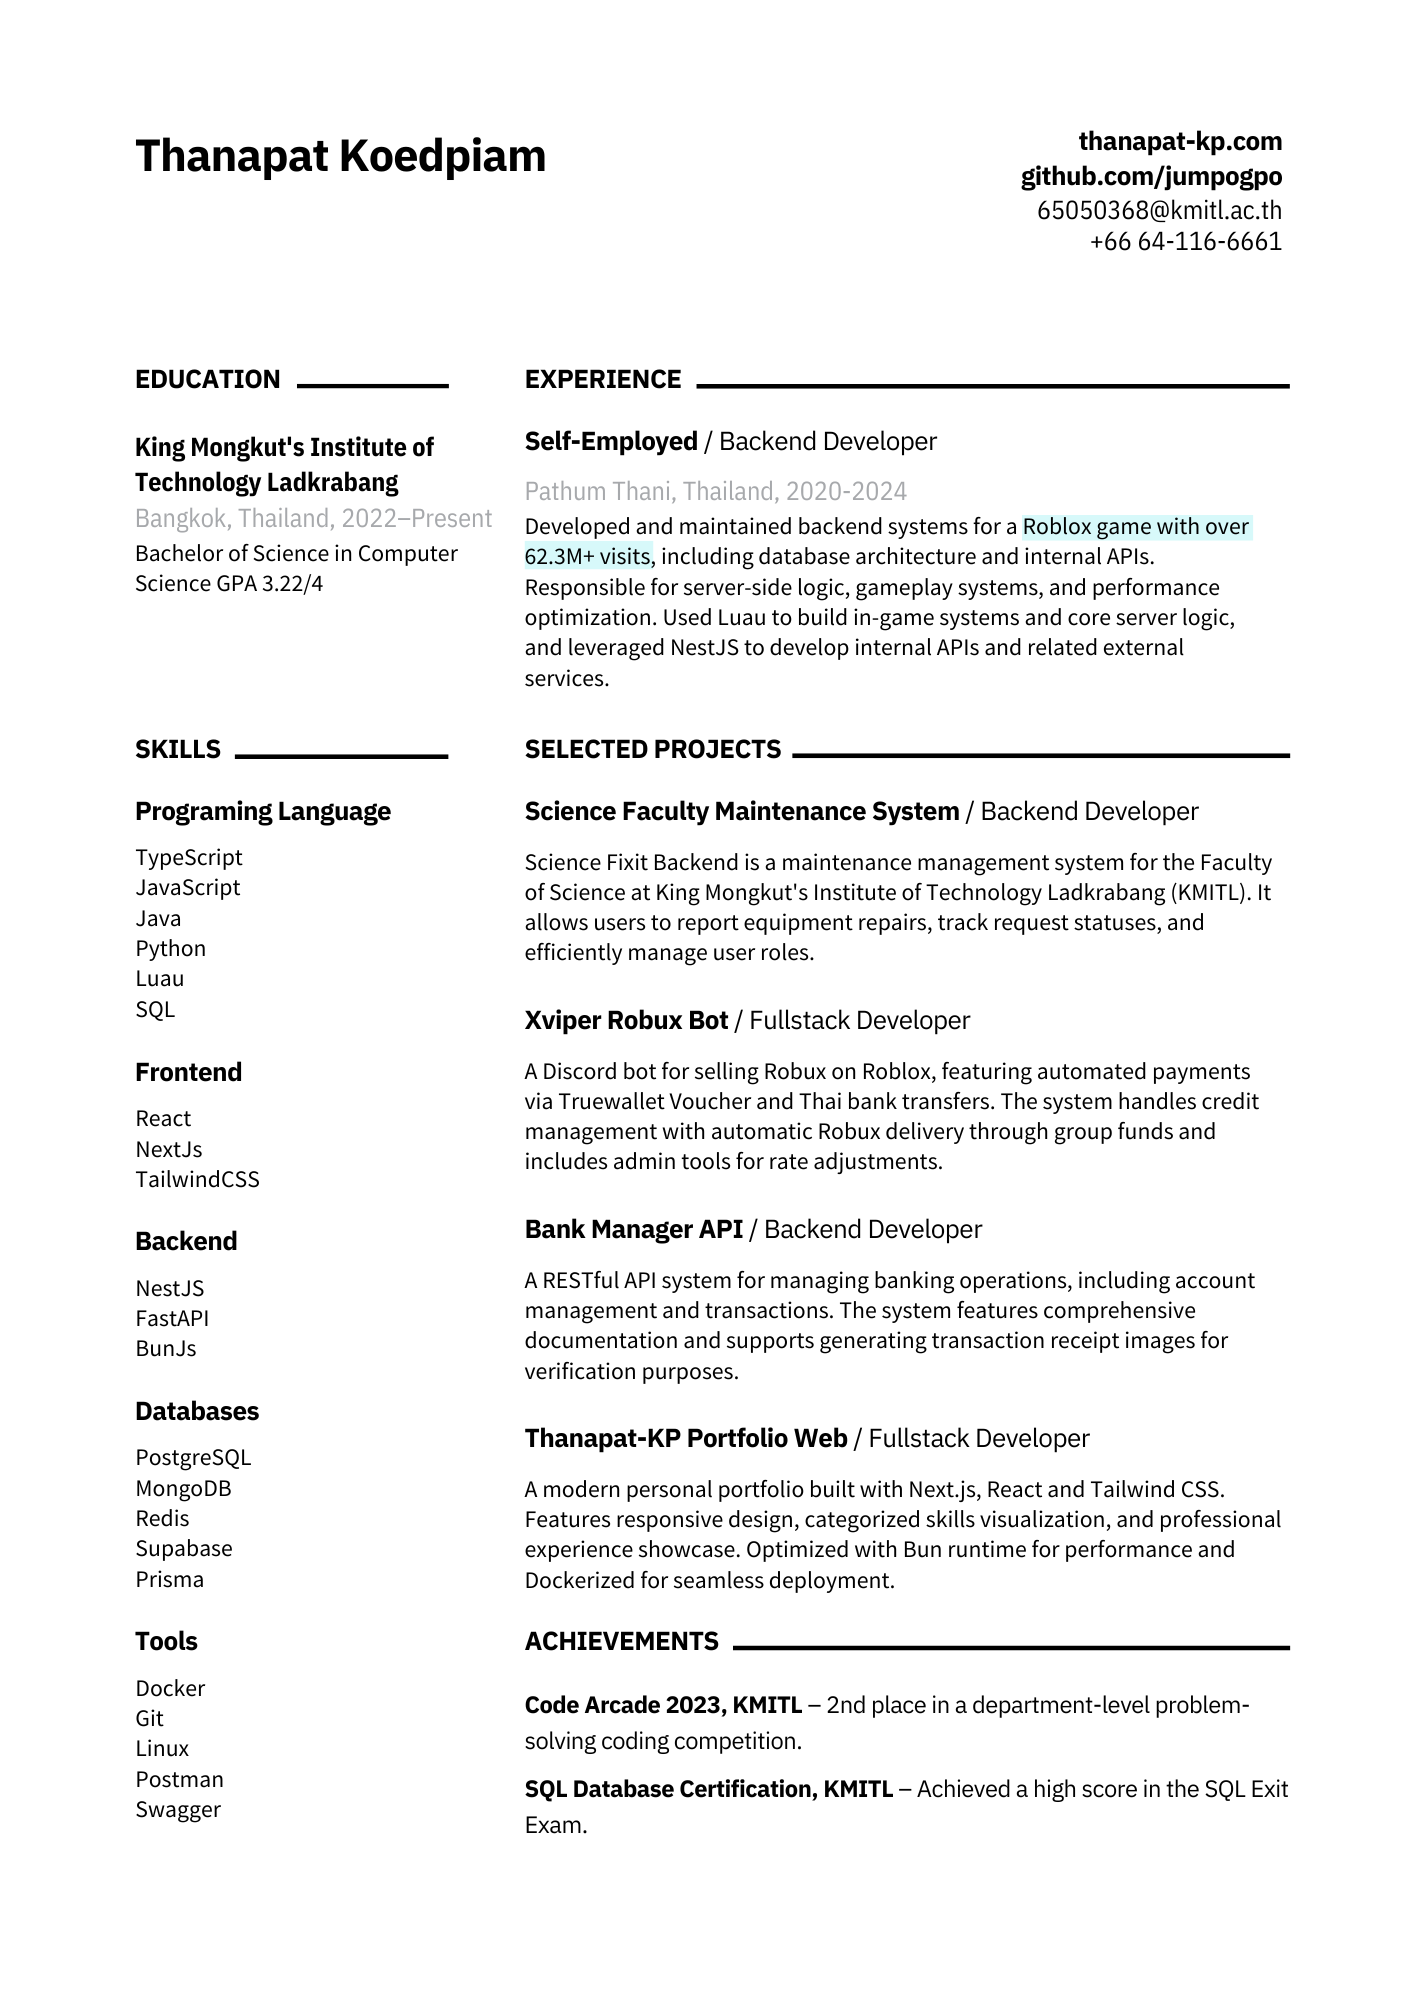 Thanapat Koedpiam
thanapat-kp.com
github.com/jumpogpo
65050368@kmitl.ac.th
+66 64-116-6661
EDUCATION
King Mongkut's Institute of
Technology Ladkrabang
Bangkok, Thailand, 2022–Present
Bachelor of Science in Computer
Science GPA 3.22/4
EXPERIENCE
Self-Employed / Backend Developer
Pathum Thani, Thailand, 2020-2024
Developed and maintained backend systems for a Roblox game with over
62.3M+ visits, including database architecture and internal APIs.
Responsible for server-side logic, gameplay systems, and performance
optimization. Used Luau to build in-game systems and core server logic,
and leveraged NestJS to develop internal APIs and related external
services.
SKILLS
Programing Language
TypeScript
JavaScript
Java
Python
Luau
SQL
Frontend
React
NextJs
TailwindCSS
Backend
NestJS
FastAPI
BunJs
Databases
PostgreSQL
MongoDB
Redis
Supabase
Prisma
Tools
Docker
Git
Linux
Postman
Swagger
SELECTED PROJECTS
Science Faculty Maintenance System / Backend Developer
Science Fixit Backend is a maintenance management system for the Faculty
of Science at King Mongkut's Institute of Technology Ladkrabang (KMITL). It
allows users to report equipment repairs, track request statuses, and
efficiently manage user roles.
Xviper Robux Bot / Fullstack Developer
A Discord bot for selling Robux on Roblox, featuring automated payments
via Truewallet Voucher and Thai bank transfers. The system handles credit
management with automatic Robux delivery through group funds and
includes admin tools for rate adjustments.
Bank Manager API / Backend Developer
A RESTful API system for managing banking operations, including account
management and transactions. The system features comprehensive
documentation and supports generating transaction receipt images for
verification purposes.
Thanapat-KP Portfolio Web / Fullstack Developer
A modern personal portfolio built with Next.js, React and Tailwind CSS.
Features responsive design, categorized skills visualization, and professional
experience showcase. Optimized with Bun runtime for performance and
Dockerized for seamless deployment.
ACHIEVEMENTS
Code Arcade 2023, KMITL – 2nd place in a department-level problem-
solving coding competition.
SQL Database Certification, KMITL – Achieved a high score in the SQL Exit
Exam.